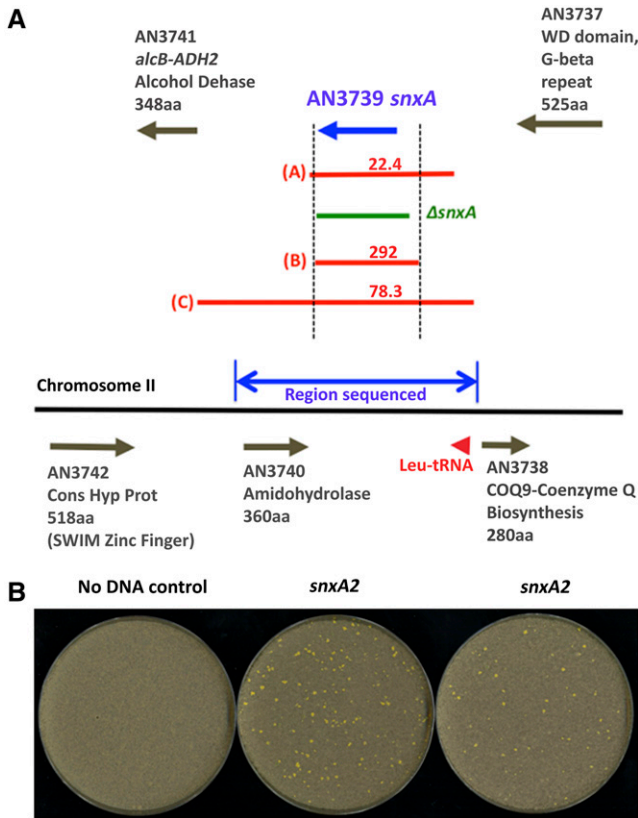 A
AN3741
alcB-ADH2
Alcohol Dehase
348aa
AN3739 snxA
AN3737
WD domain,
G-beta
repeat
525aa
(A)
22.4
ΔsnxA
(B)
292
(C)
78.3
Chromosome II
Region sequenced
AN3742
Cons Hyp Prot
518aa
(SWIM Zinc Finger)
AN3740
Amidohydrolase
360aa
Leu-tRNA
AN3738
COQ9-Coenzyme Q
Biosynthesis
280aa
B
No DNA control
snxA2
snxA2